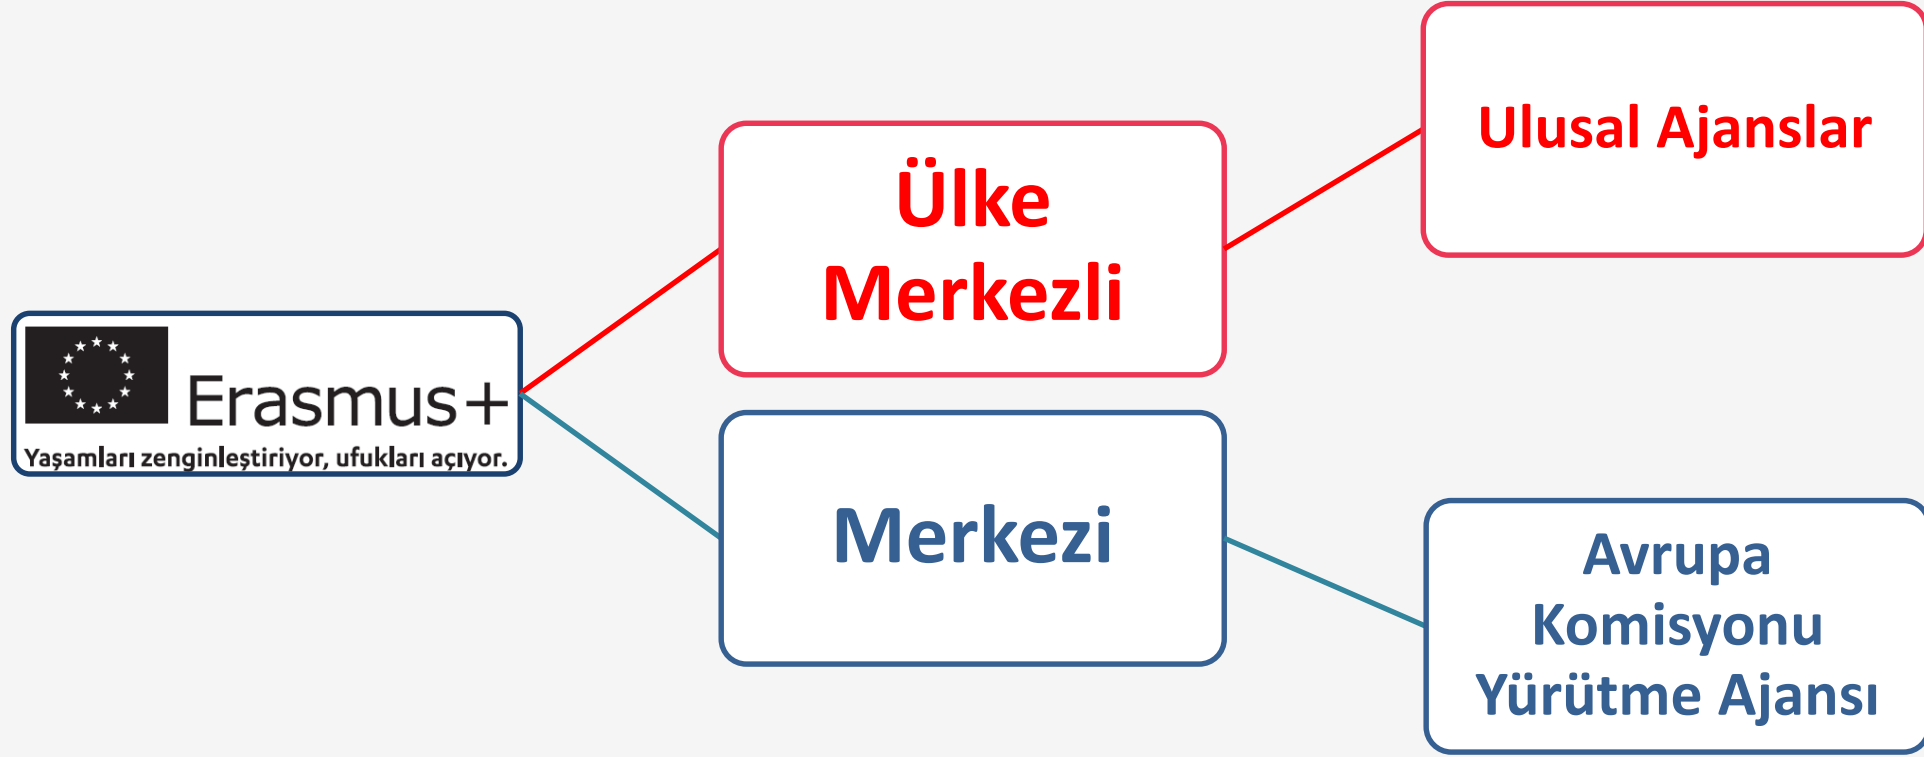 Erasmus+
Yaşamları zenginleştiriyor, ufukları açıyor.
Ülke
Merkezli
Ulusal Ajanslar
Merkezi
Avrupa
Komisyonu
Yürütme Ajansı